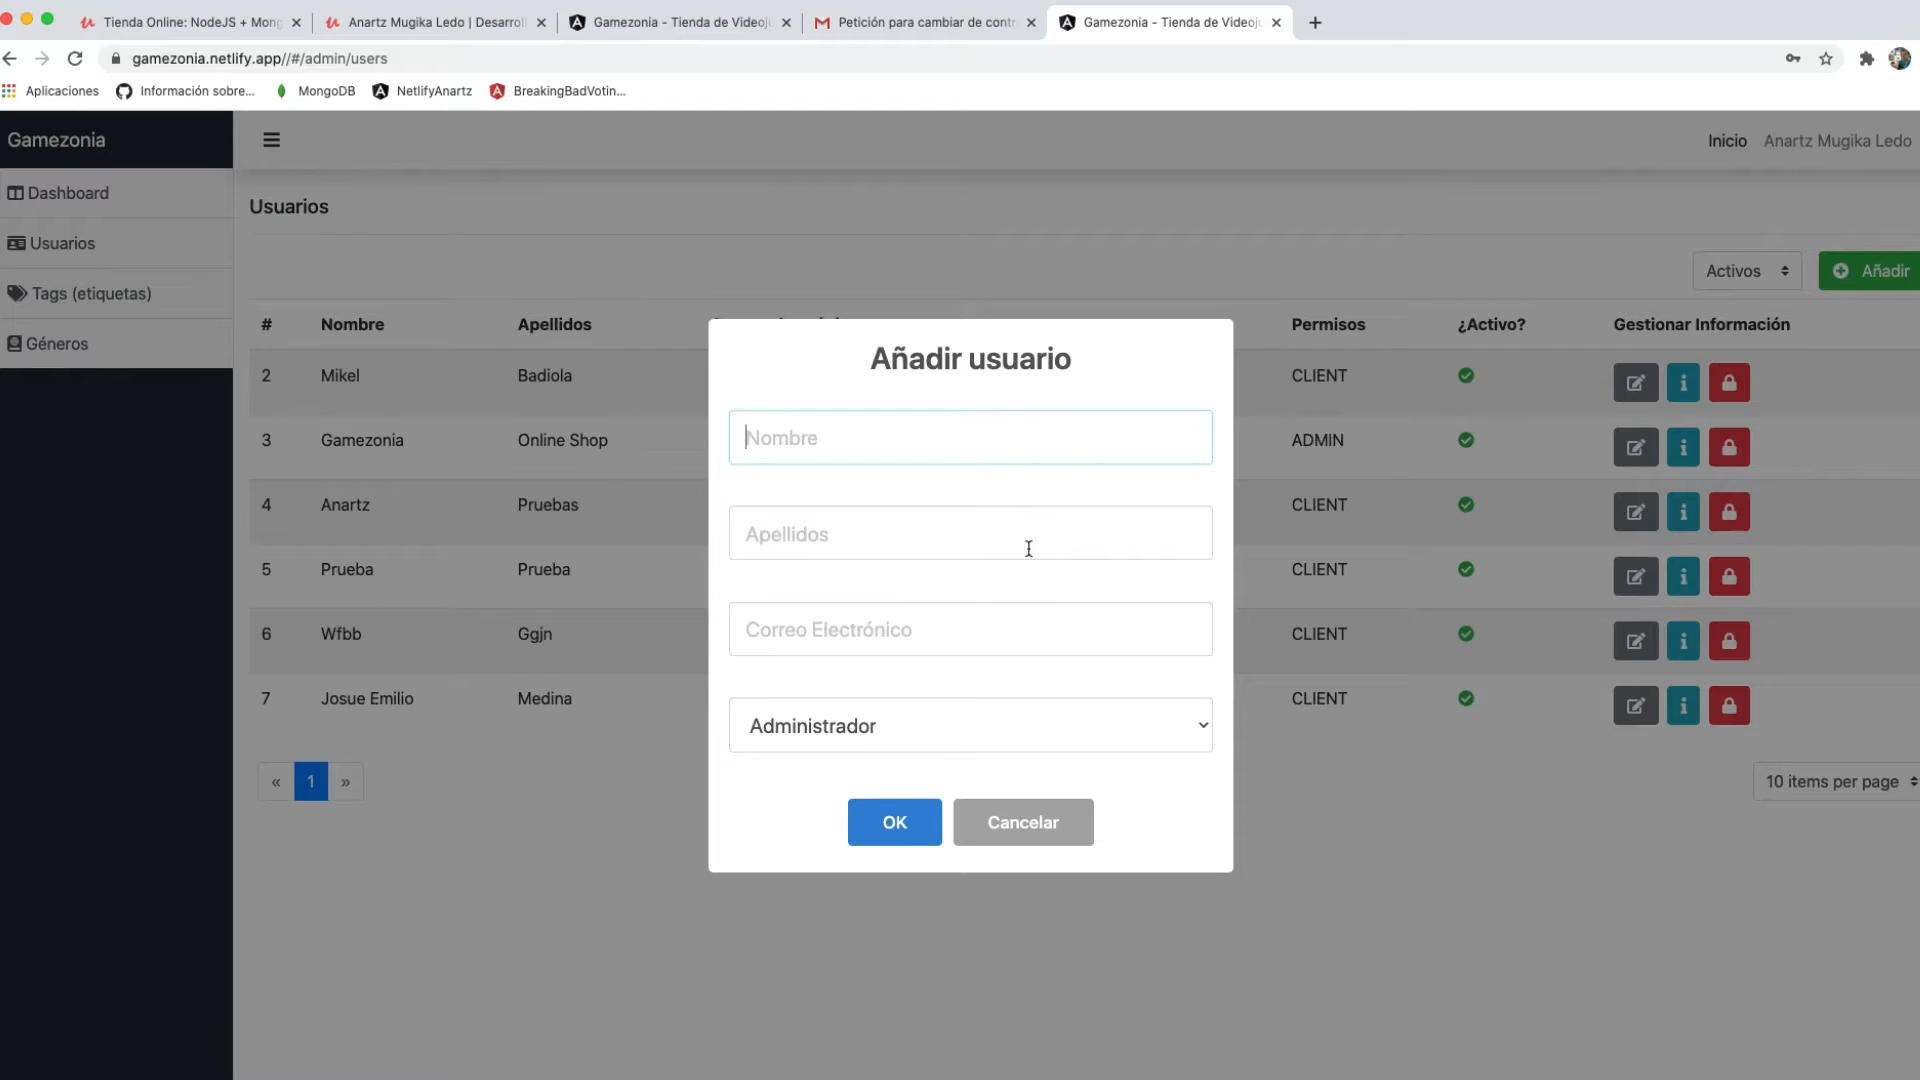 Tienda Online: NodeJS + Mong
Anartz Mugika Ledo | Desarroll
Gamezonia - Tienda de Videoju
Petición para cambiar de contr
Gamezonia - Tienda de Videoju
gamezonia.netlify.app//#/admin/users
Aplicaciones
Información sobre...
MongoDB
NetlifyAnartz
BreakingBadVotin...
Gamezonia
Inicio
Anartz Mugika Ledo
Dashboard
Usuarios
Tags (etiquetas)
Géneros
Usuarios
Activos
Añadir
# Nombre Apellidos Permisos ¿Activo? Gestionar Información
2 Mikel Badiola CLIENT
3 Gamezonia Online Shop ADMIN
4 Anartz Pruebas CLIENT
5 Prueba Prueba CLIENT
6 Wfbb Ggjn CLIENT
7 Josue Emilio Medina CLIENT
« 1 »
10 items per page
Añadir usuario
Nombre
Apellidos
Correo Electrónico
Administrador
OK
Cancelar